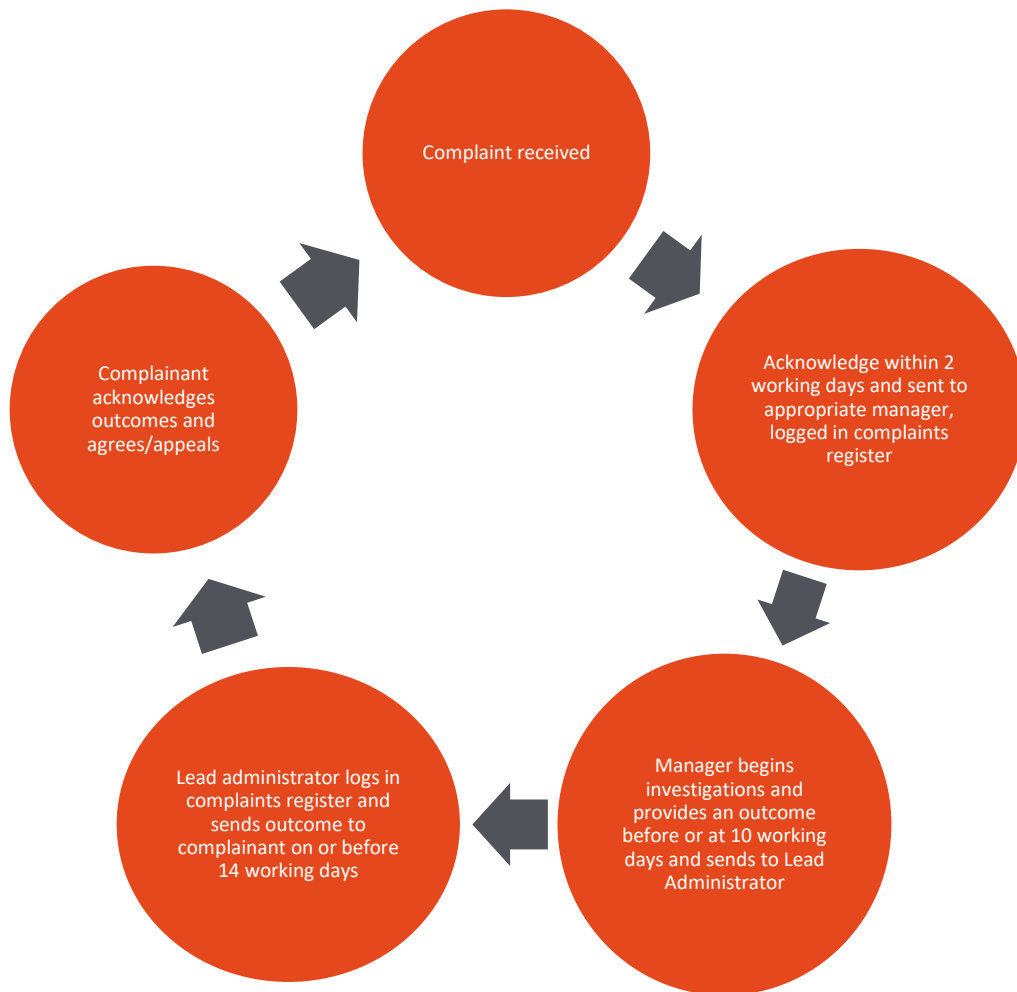 Complaint received
Acknowledge within 2
working days and sent to
appropriate manager,
logged in complaints
register
Manager begins
investigations and
provides an outcome
before or at 10 working
days and sends to Lead
Administrator
Lead administrator logs in
complaints register and
sends outcome to
complainant on or before
14 working days
Complainant
acknowledges
outcomes and
agrees/appeals